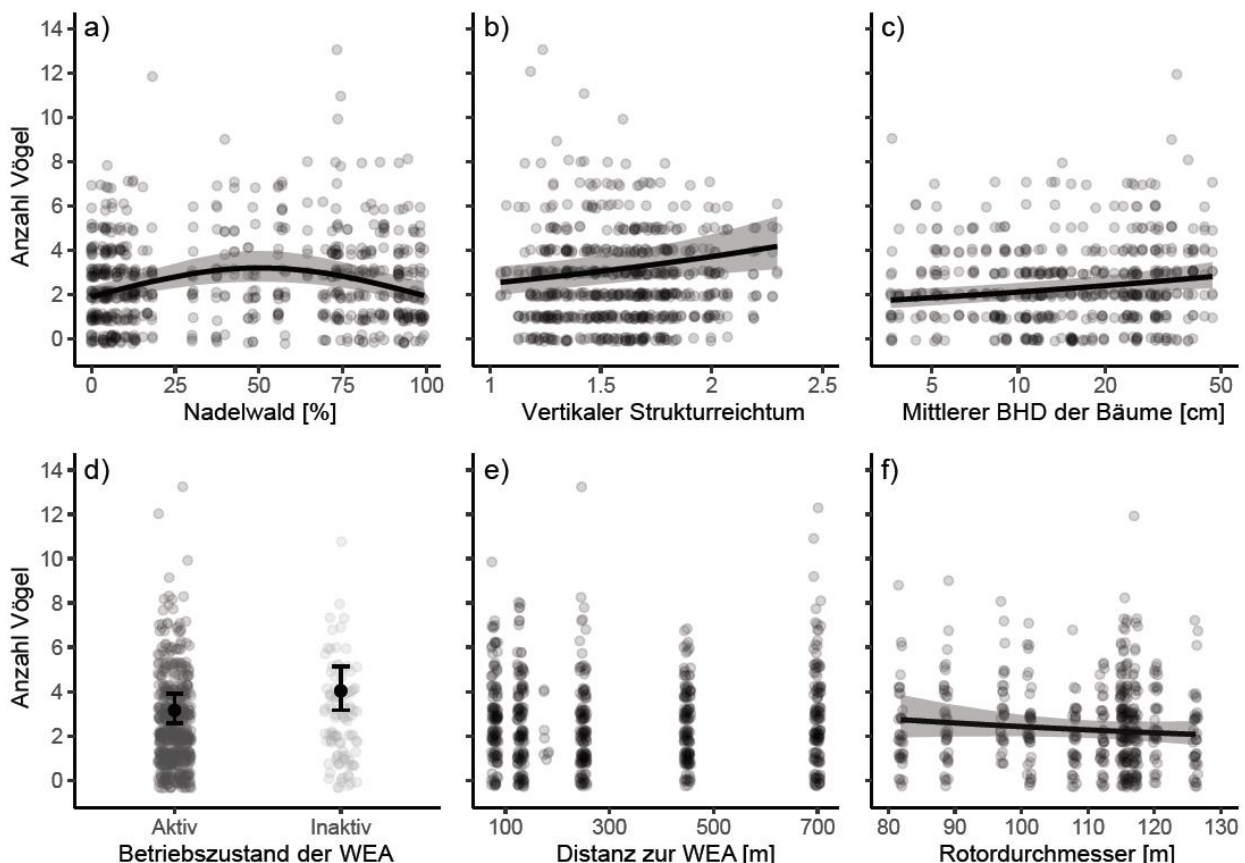 a)
b)
c)
Anzahl Vögel
14
12
10
8
6
4
2
0
0 25 50 75 100
Nadelwald [%]
1 1.5 2 2.5
Vertikaler Strukturreichtum
5 10 20 50
Mittlerer BHD der Bäume [cm]
d)
e)
f)
Anzahl Vögel
14
12
10
8
6
4
2
0
Aktiv Inaktiv
Betriebszustand der WEA
100 300 500 700
Distanz zur WEA [m]
80 90 100 110 120 130
Rotordurchmesser [m]